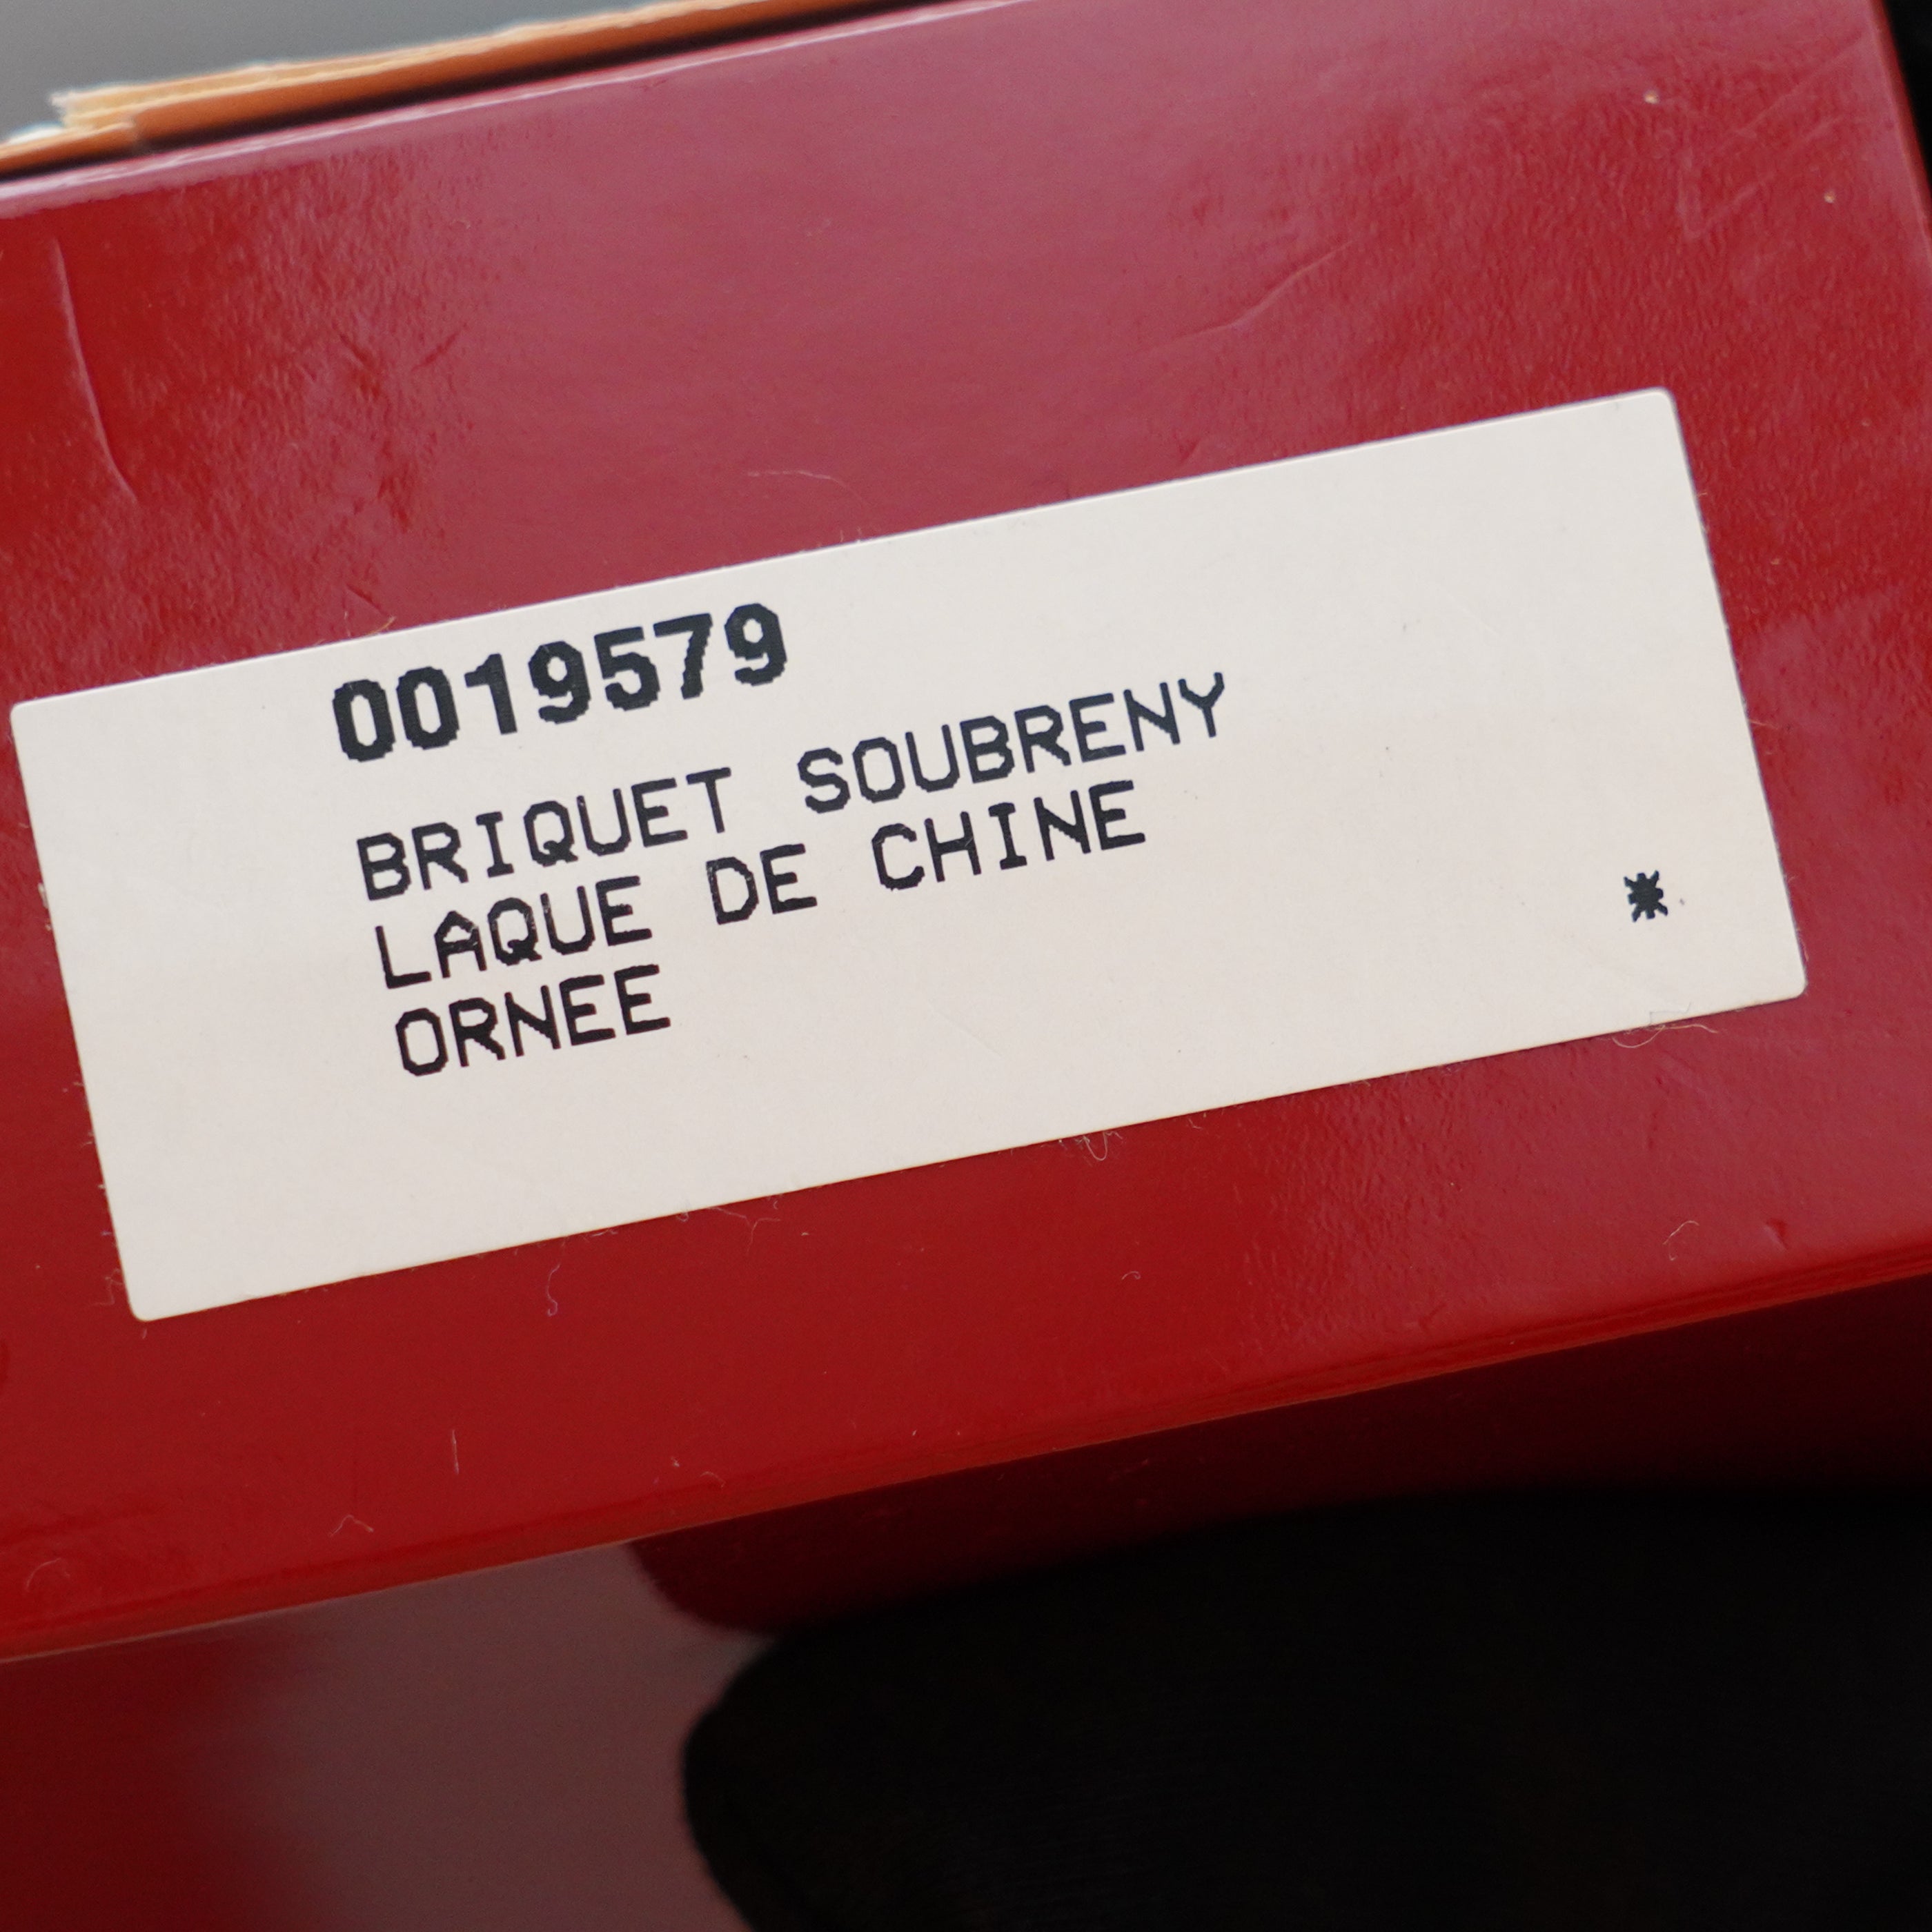 0019579
BRIQUET SOUBRENY
LAQUE DE CHINE
ORNEE
*